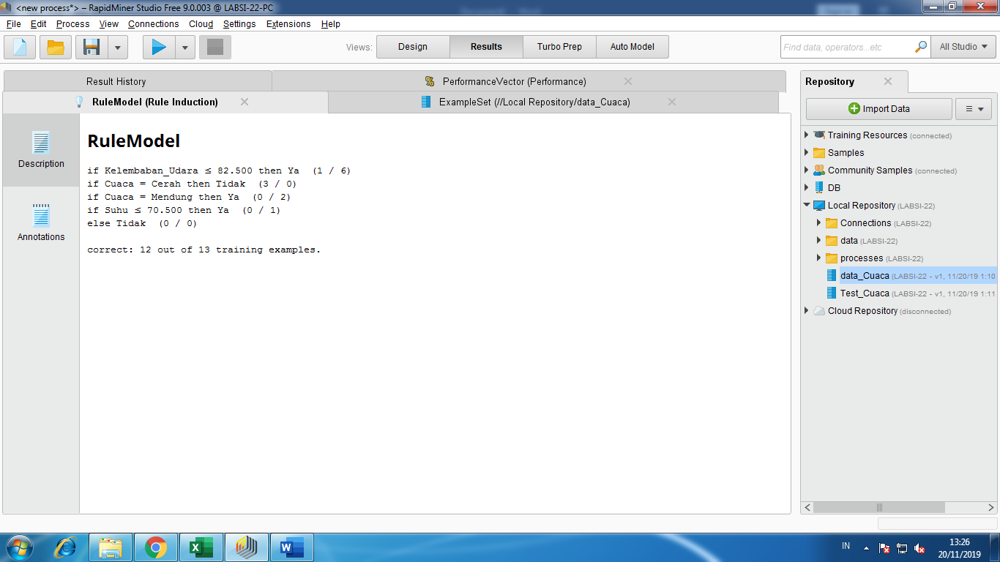 <new process*> – RapidMiner Studio Free 9.0.003 @ LABSI-22-PC
File Edit Process View Connections Cloud Settings Extensions Help
Views: Design Results Turbo Prep Auto Model
Find data, operators...etc
All Studio
Result History
PerformanceVector (Performance)
RuleModel (Rule Induction)
ExampleSet (//Local Repository/data_Cuaca)
Description
Annotations
RuleModel
if Kelembaban_Udara ≤ 82.500 then Ya  (1 / 6)
if Cuaca = Cerah then Tidak  (3 / 0)
if Cuaca = Mendung then Ya  (0 / 2)
if Suhu ≤ 70.500 then Ya  (0 / 1)
else Tidak  (0 / 0)
correct: 12 out of 13 training examples.
Repository
Import Data
Training Resources (connected)
Samples
Community Samples (connected)
DB
Local Repository (LABSI-22)
Connections (LABSI-22)
data (LABSI-22)
processes (LABSI-22)
data_Cuaca (LABSI-22 - v1, 11/20/19 1:10
Test_Cuaca (LABSI-22 - v1, 11/20/19 1:11
Cloud Repository (disconnected)
IN
13:26
20/11/2019